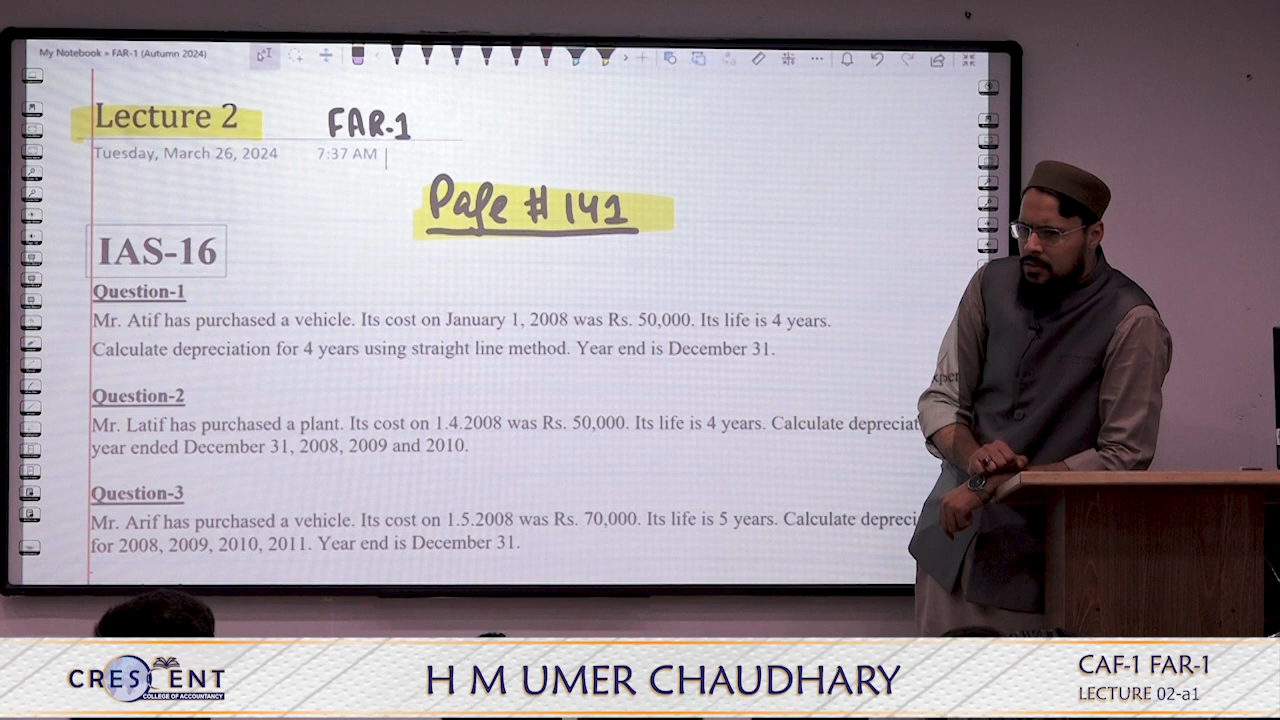 My Notebook » FAR-1 (Autumn 2024)
Lecture 2
FAR-1
Tuesday, March 26, 2024 7:37 AM
Page # 141
IAS-16
Question-1
Mr. Atif has purchased a vehicle. Its cost on January 1, 2008 was Rs. 50,000. Its life is 4 years.
Calculate depreciation for 4 years using straight line method. Year end is December 31.
Question-2
Mr. Latif has purchased a plant. Its cost on 1.4.2008 was Rs. 50,000. Its life is 4 years. Calculate depreciat
year ended December 31, 2008, 2009 and 2010.
Question-3
Mr. Arif has purchased a vehicle. Its cost on 1.5.2008 was Rs. 70,000. Its life is 5 years. Calculate depreci
for 2008, 2009, 2010, 2011. Year end is December 31.
CRESCENT
COLLEGE OF ACCOUNTANCY
H M UMER CHAUDHARY
CAF-1 FAR-1
LECTURE 02-a1